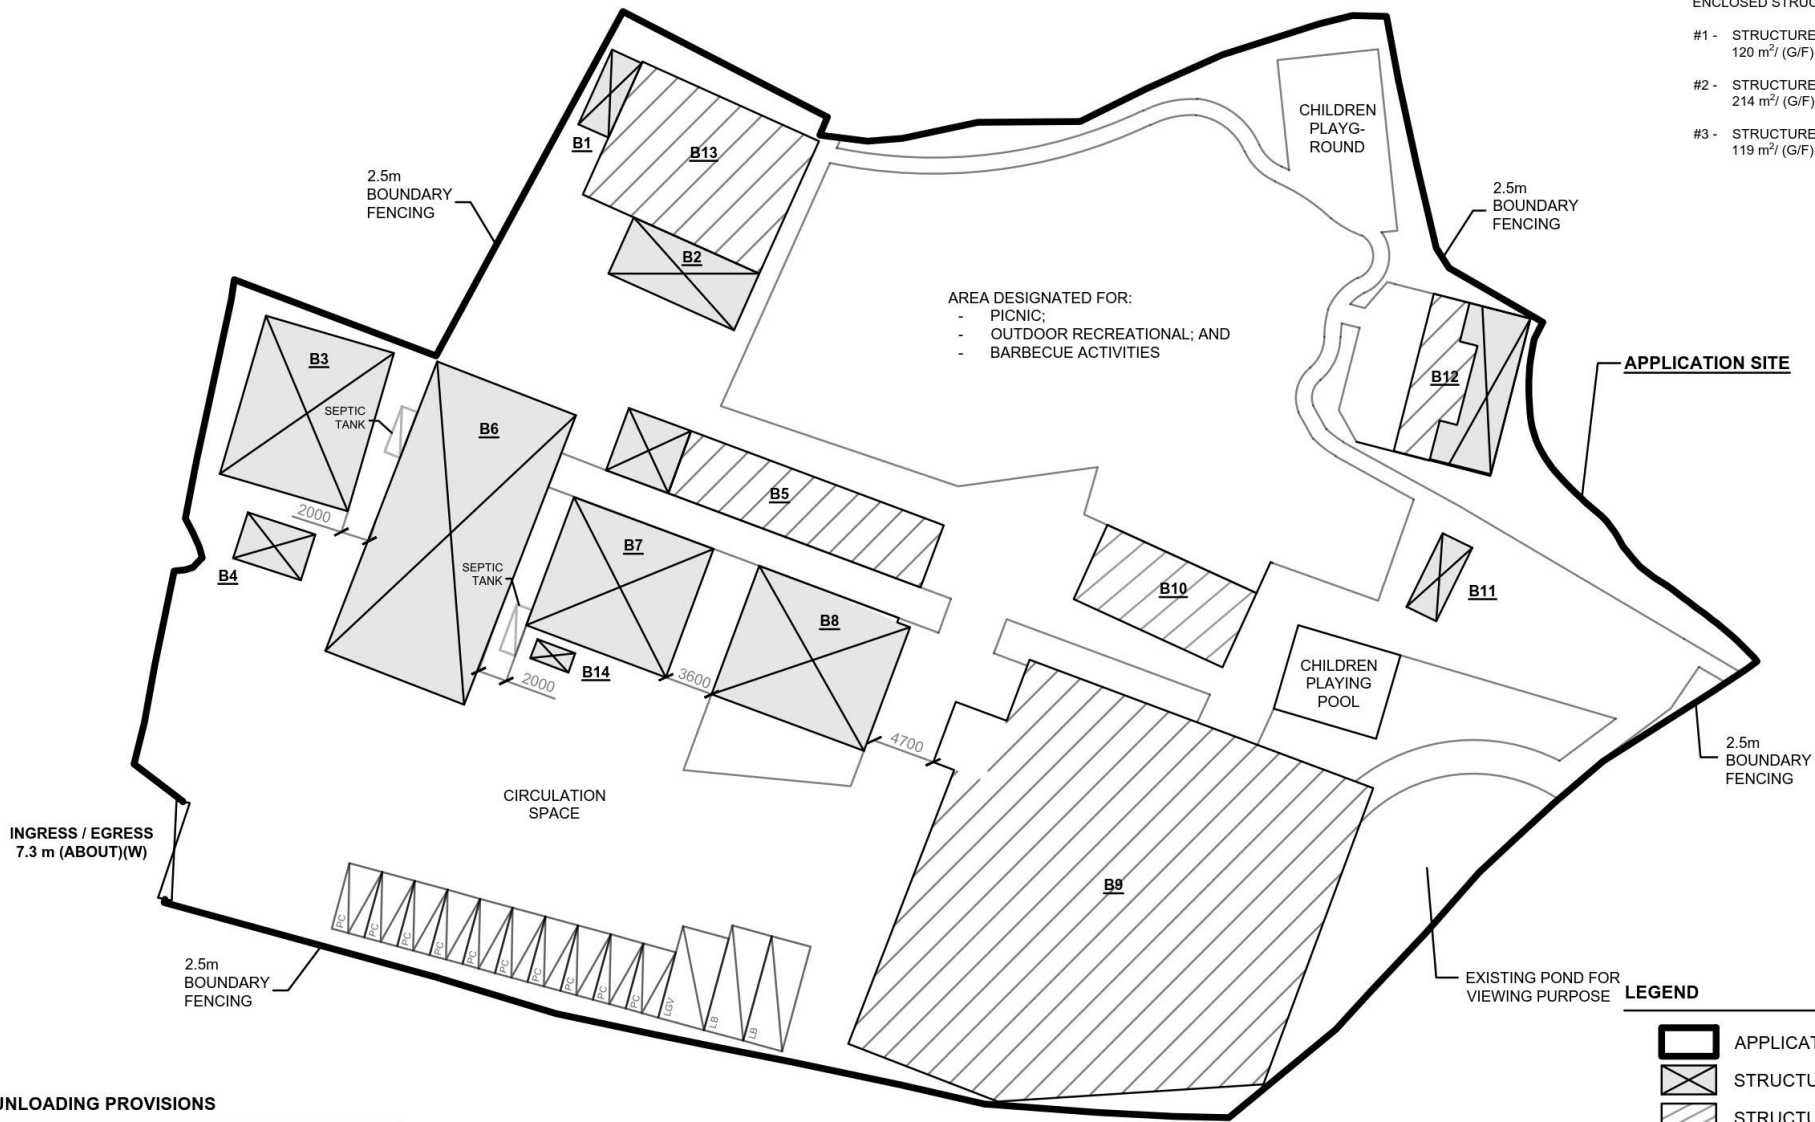 ENCLOSED STRUC
#1 - STRUCTURE
120 m²/ (G/F)
#2 - STRUCTURE
214 m²/ (G/F)
#3 - STRUCTURE
119 m²/ (G/F)
CHILDREN
PLAYG-
ROUND
B1
B13
2.5m
BOUNDARY
FENCING
2.5m
BOUNDARY
FENCING
B2
AREA DESIGNATED FOR:
- PICNIC;
- OUTDOOR RECREATIONAL; AND
- BARBECUE ACTIVITIES
B3
APPLICATION SITE
B12
SEPTIC
TANK
B6
B5
2000
B7
B4
SEPTIC
TANK
B10
B11
B8
B14
2000
3600
CHILDREN
PLAYING
POOL
4700
2.5m
BOUNDARY
FENCING
CIRCULATION
SPACE
INGRESS / EGRESS
7.3 m (ABOUT)(W)
B9
PC
PC
PC
PC
PC
PC
PC
PC
PC
PC
LGV
LB
LB
2.5m
BOUNDARY
FENCING
EXISTING POND FOR
VIEWING PURPOSE
LEGEND
APPLICAT
STRUCTU
STRUCTU
UNLOADING PROVISIONS